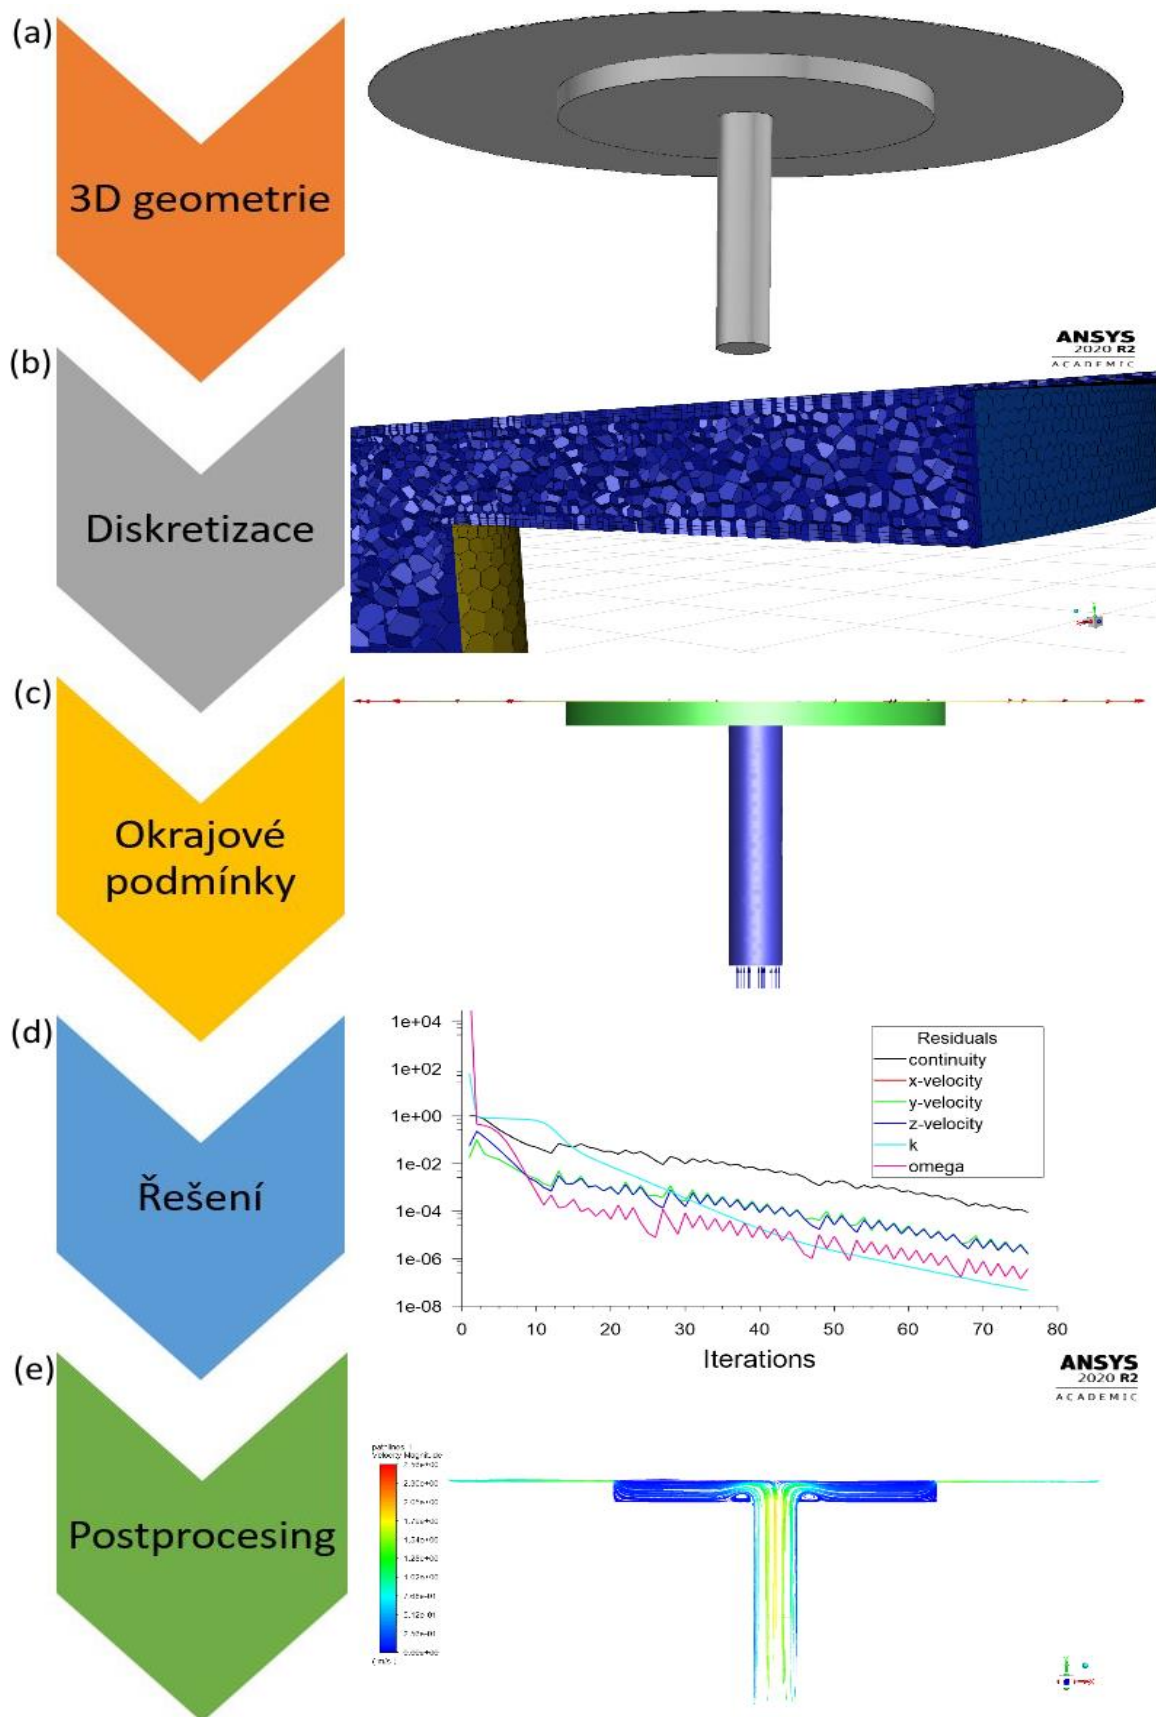 (a)
3D geometrie
ANSYS
2020 R2
ACADEMIC
(b)
Diskretizace
(c)
Okrajové
podmínky
(d)
Řešení
1e+04
1e+02
1e+00
1e-02
1e-04
1e-06
1e-08
0 10 20 30 40 50 60 70 80
Iterations
Residuals
continuity
x-velocity
y-velocity
z-velocity
k
omega
(e)
Postprocesing
ANSYS
2020 R2
ACADEMIC
Velocity Magnitude